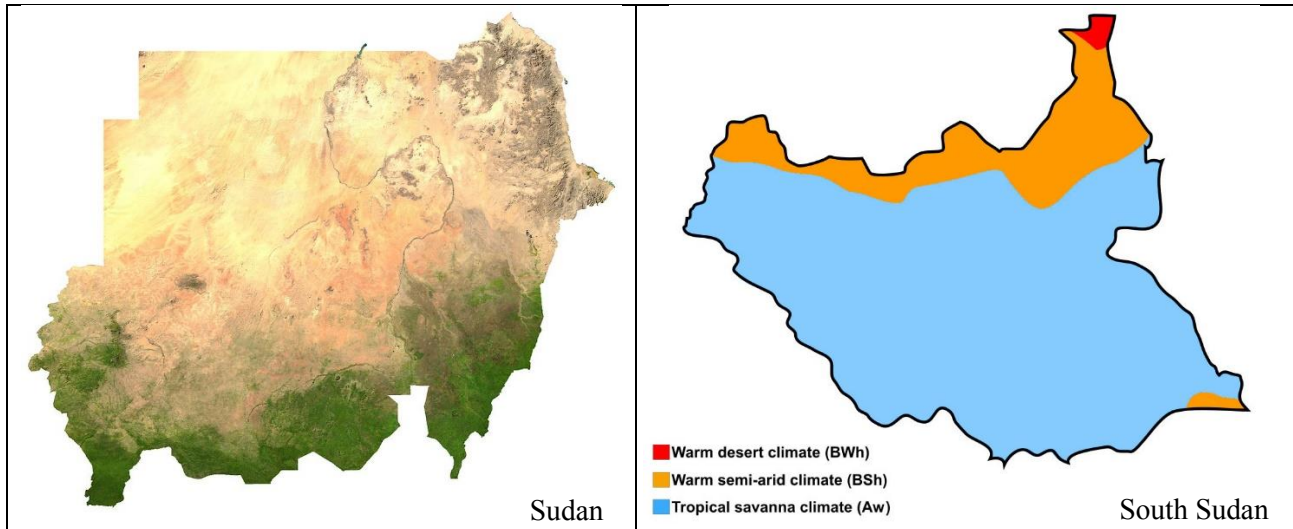 Sudan
Warm desert climate (BWh)
Warm semi-arid climate (BSh)
Tropical savanna climate (Aw)
South Sudan